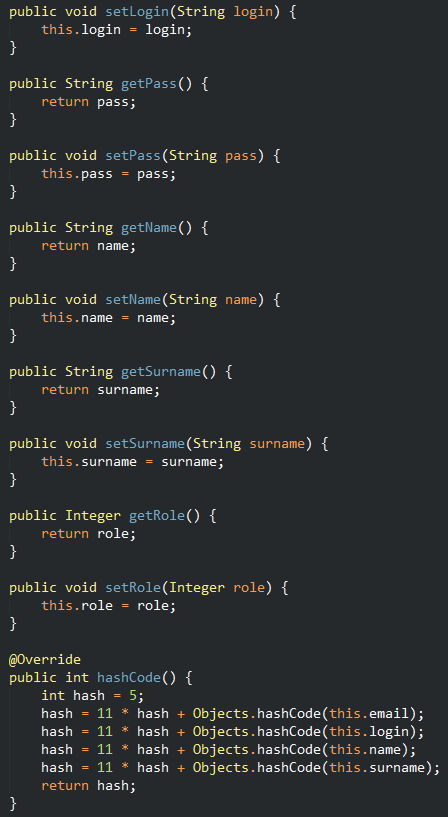 public void setLogin(String login) {
    this.login = login;
}

public String getPass() {
    return pass;
}

public void setPass(String pass) {
    this.pass = pass;
}

public String getName() {
    return name;
}

public void setName(String name) {
    this.name = name;
}

public String getSurname() {
    return surname;
}

public void setSurname(String surname) {
    this.surname = surname;
}

public Integer getRole() {
    return role;
}

public void setRole(Integer role) {
    this.role = role;
}

@Override
public int hashCode() {
    int hash = 5;
    hash = 11 * hash + Objects.hashCode(this.email);
    hash = 11 * hash + Objects.hashCode(this.login);
    hash = 11 * hash + Objects.hashCode(this.name);
    hash = 11 * hash + Objects.hashCode(this.surname);
    return hash;
}